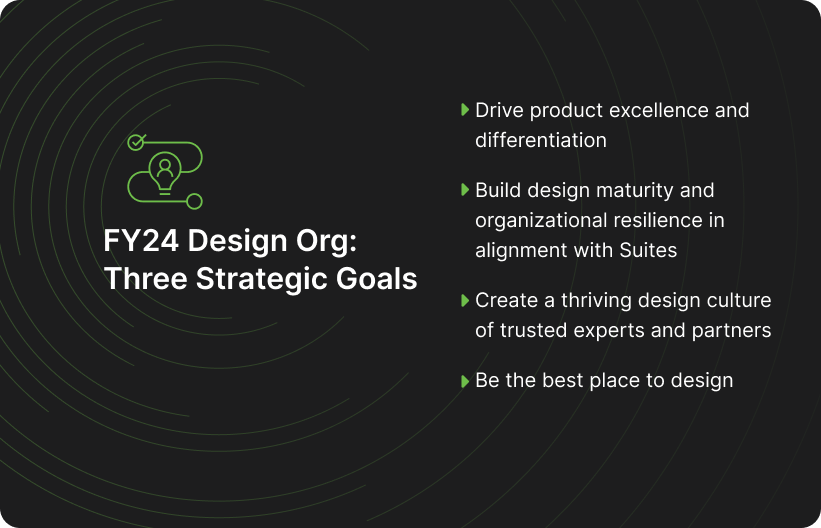 FY24 Design Org:
Three Strategic Goals
Drive product excellence and
differentiation
Build design maturity and
organizational resilience in
alignment with Suites
Create a thriving design culture
of trusted experts and partners
Be the best place to design